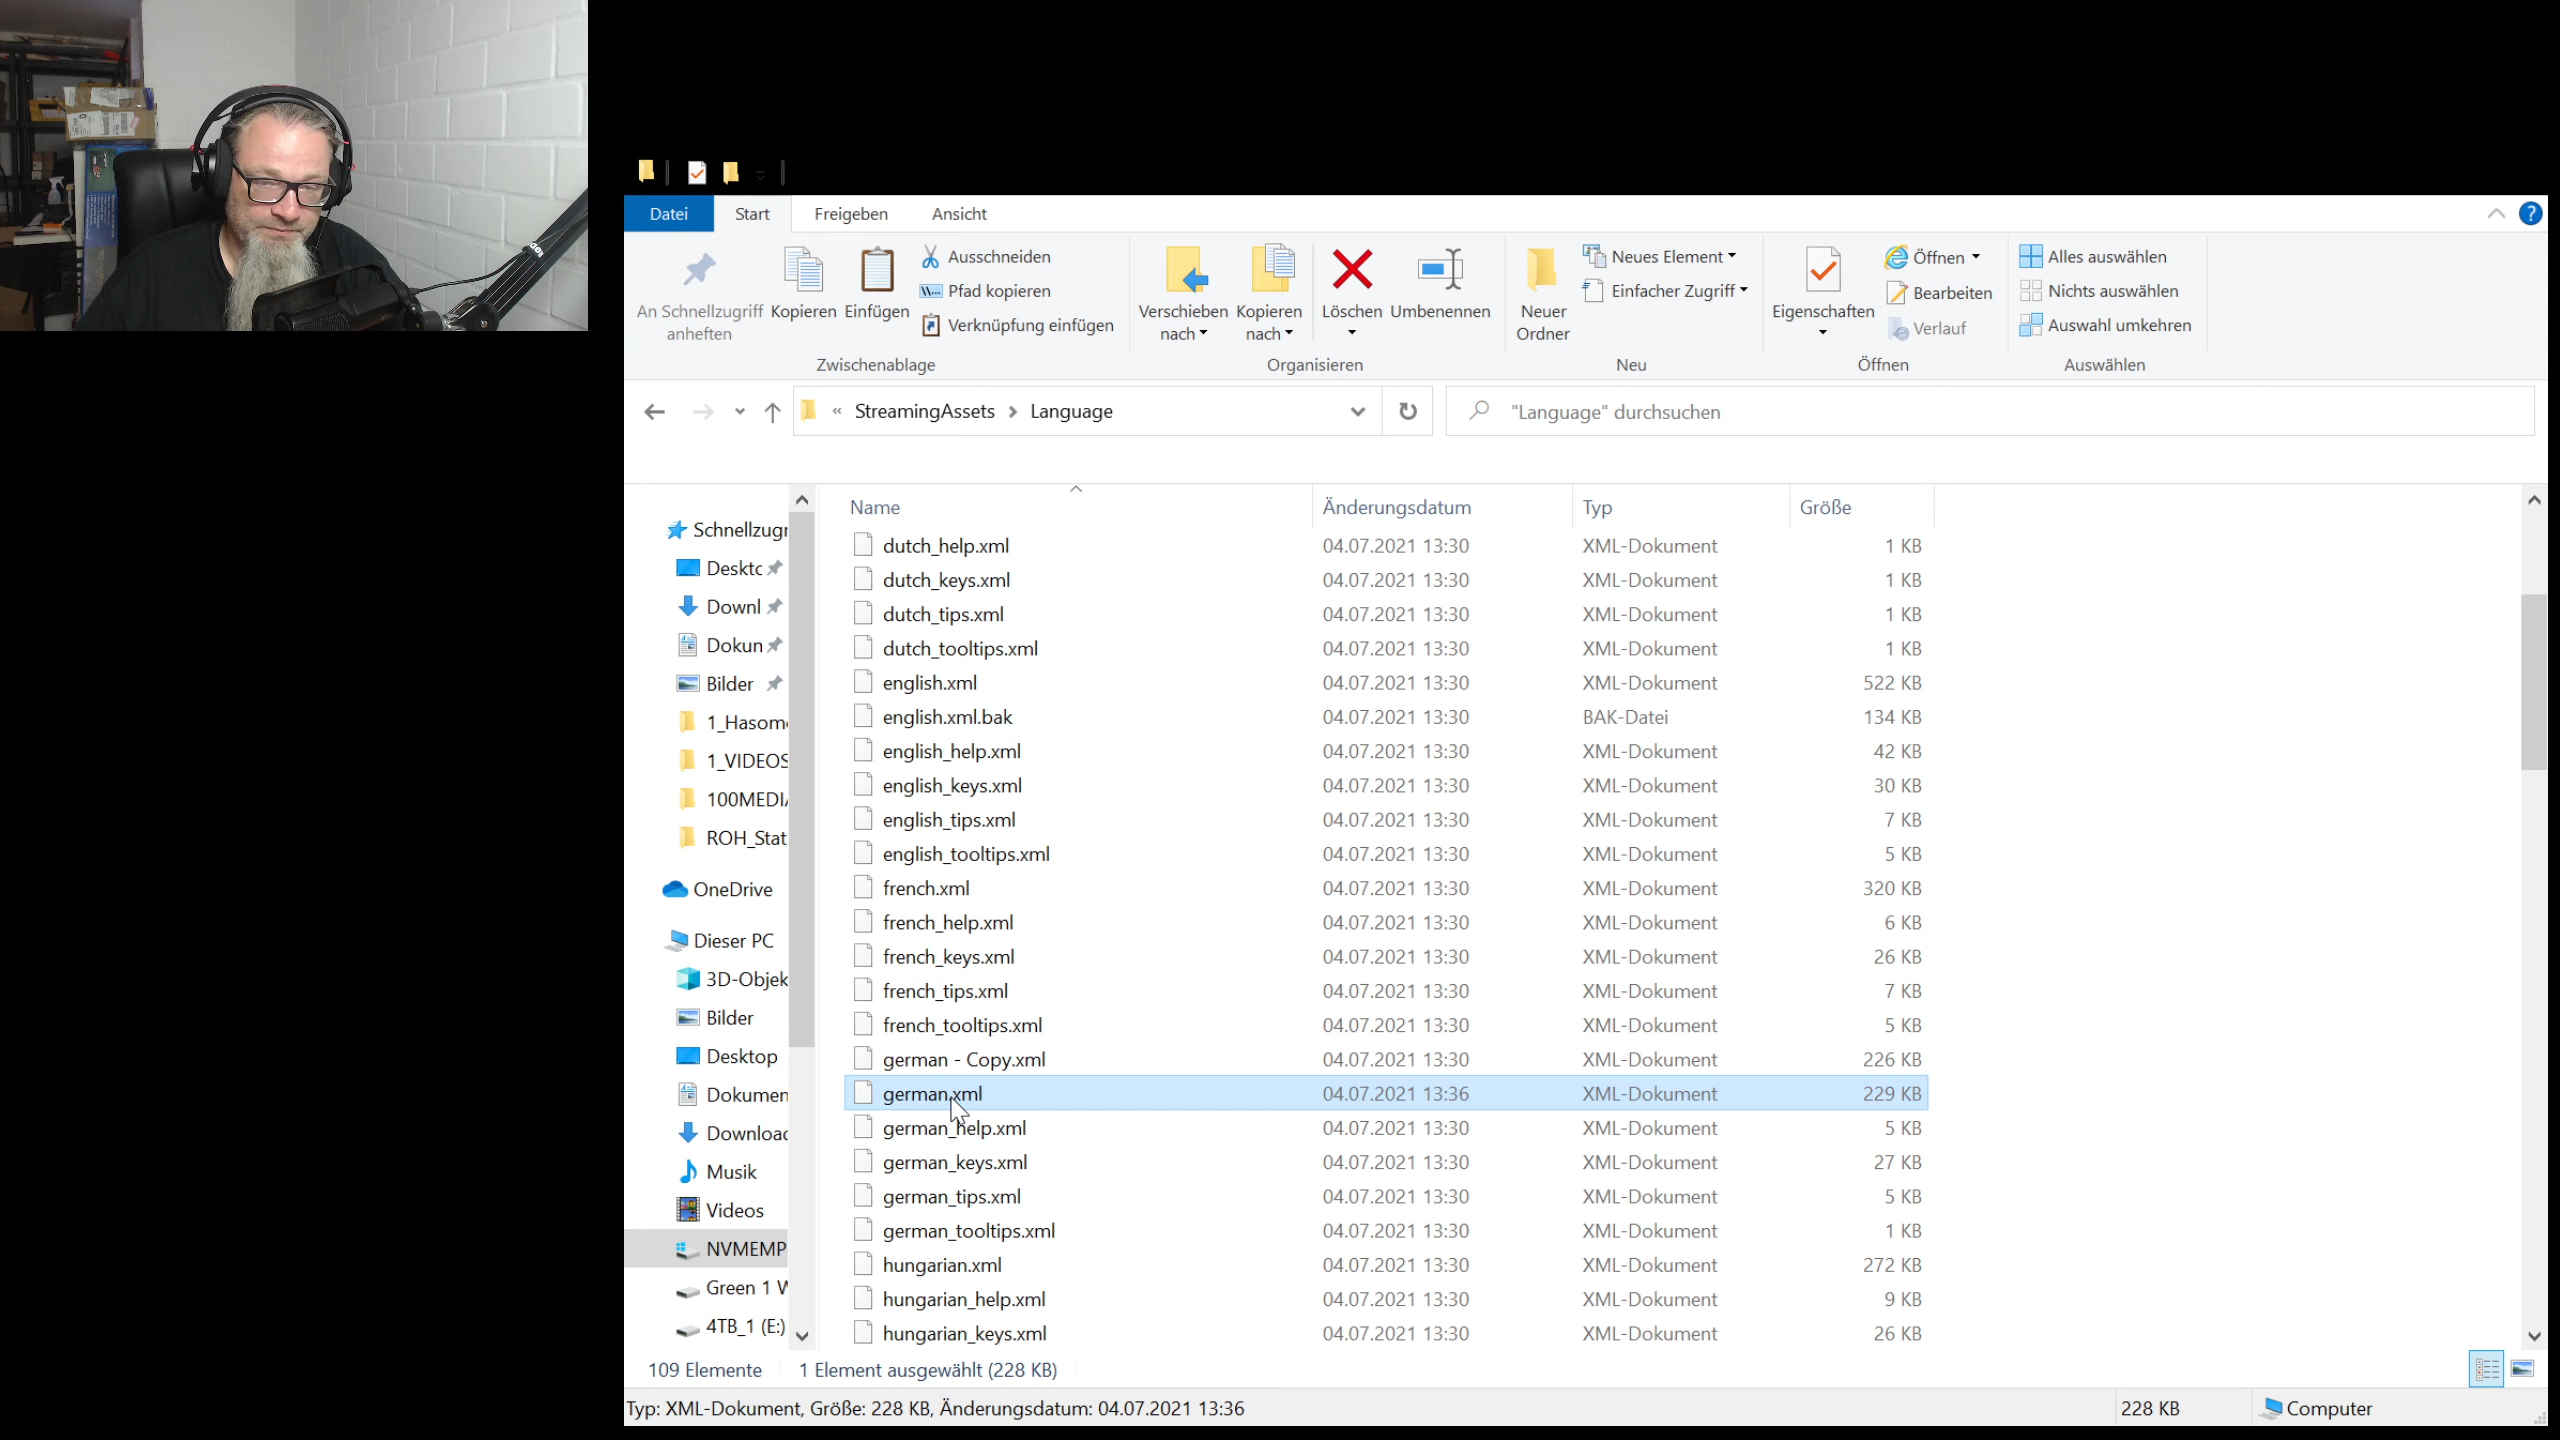 Datei Start Freigeben Ansicht
An Schnellzugriff anheften
Kopieren
Einfügen
Ausschneiden
Pfad kopieren
Verknüpfung einfügen
Zwischenablage
Verschieben nach
Kopieren nach
Löschen
Umbenennen
Organisieren
Neuer Ordner
Neues Element
Einfacher Zugriff
Neu
Eigenschaften
Öffnen
Bearbeiten
Verlauf
Öffnen
Alles auswählen
Nichts auswählen
Auswahl umkehren
Auswählen
« StreamingAssets > Language
"Language" durchsuchen
Schnellzugr
Desktc
Downl
Dokun
Bilder
1_Hasom
1_VIDEOS
100MEDI
ROH_Stat
OneDrive
Dieser PC
3D-Objek
Bilder
Desktop
Dokumen
Downloac
Musik
Videos
NVMEMP
Green 1 W
4TB_1 (E:)
Name Änderungsdatum Typ Größe
dutch_help.xml 04.07.2021 13:30 XML-Dokument 1 KB
dutch_keys.xml 04.07.2021 13:30 XML-Dokument 1 KB
dutch_tips.xml 04.07.2021 13:30 XML-Dokument 1 KB
dutch_tooltips.xml 04.07.2021 13:30 XML-Dokument 1 KB
english.xml 04.07.2021 13:30 XML-Dokument 522 KB
english.xml.bak 04.07.2021 13:30 BAK-Datei 134 KB
english_help.xml 04.07.2021 13:30 XML-Dokument 42 KB
english_keys.xml 04.07.2021 13:30 XML-Dokument 30 KB
english_tips.xml 04.07.2021 13:30 XML-Dokument 7 KB
english_tooltips.xml 04.07.2021 13:30 XML-Dokument 5 KB
french.xml 04.07.2021 13:30 XML-Dokument 320 KB
french_help.xml 04.07.2021 13:30 XML-Dokument 6 KB
french_keys.xml 04.07.2021 13:30 XML-Dokument 26 KB
french_tips.xml 04.07.2021 13:30 XML-Dokument 7 KB
french_tooltips.xml 04.07.2021 13:30 XML-Dokument 5 KB
german - Copy.xml 04.07.2021 13:30 XML-Dokument 226 KB
german.xml 04.07.2021 13:36 XML-Dokument 229 KB
german_help.xml 04.07.2021 13:30 XML-Dokument 5 KB
german_keys.xml 04.07.2021 13:30 XML-Dokument 27 KB
german_tips.xml 04.07.2021 13:30 XML-Dokument 5 KB
german_tooltips.xml 04.07.2021 13:30 XML-Dokument 1 KB
hungarian.xml 04.07.2021 13:30 XML-Dokument 272 KB
hungarian_help.xml 04.07.2021 13:30 XML-Dokument 9 KB
hungarian_keys.xml 04.07.2021 13:30 XML-Dokument 26 KB
109 Elemente 1 Element ausgewählt (228 KB)
Typ: XML-Dokument, Größe: 228 KB, Änderungsdatum: 04.07.2021 13:36 228 KB Computer